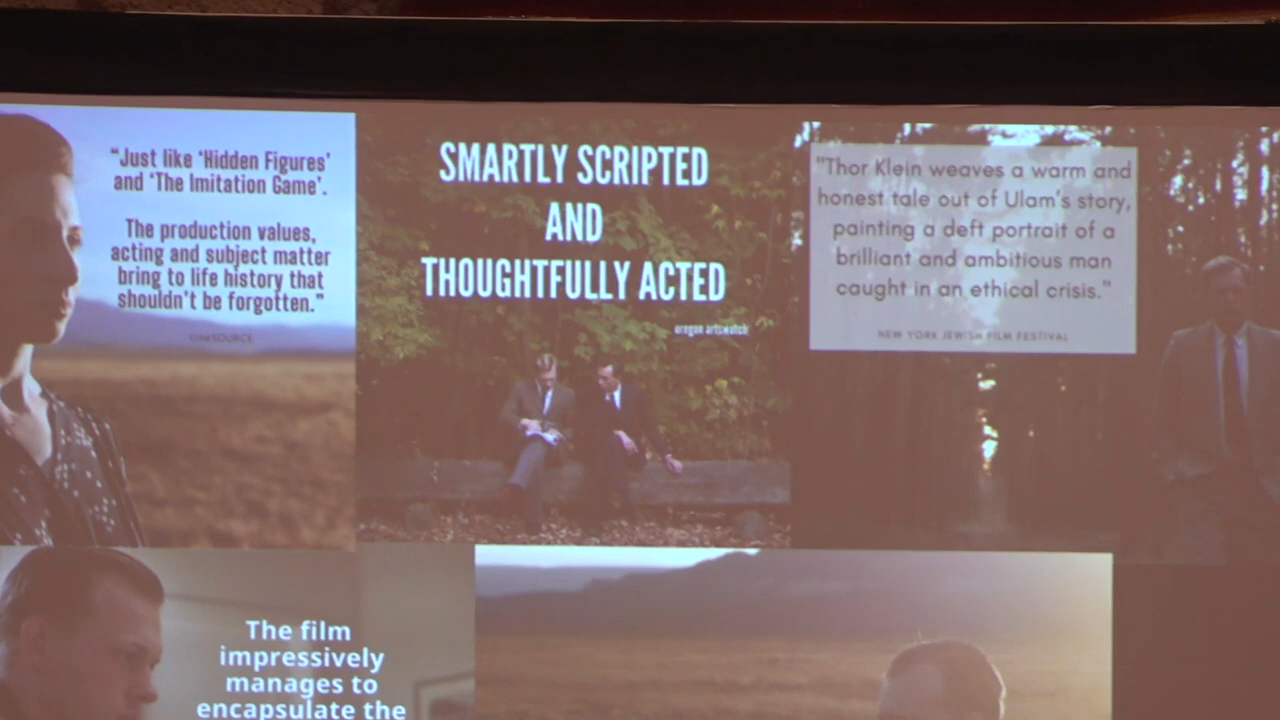 “Just like ‘Hidden Figures’
and ‘The Imitation Game’.
The production values,
acting and subject matter
bring to life history that
shouldn’t be forgotten.”
cineSOURCE
SMARTLY SCRIPTED
AND
THOUGHTFULLY ACTED
oregon artswatch
"Thor Klein weaves a warm and
honest tale out of Ulam's story,
painting a deft portrait of a
brilliant and ambitious man
caught in an ethical crisis."
NEW YORK JEWISH FILM FESTIVAL
The film
impressively
manages to
encapsulate the